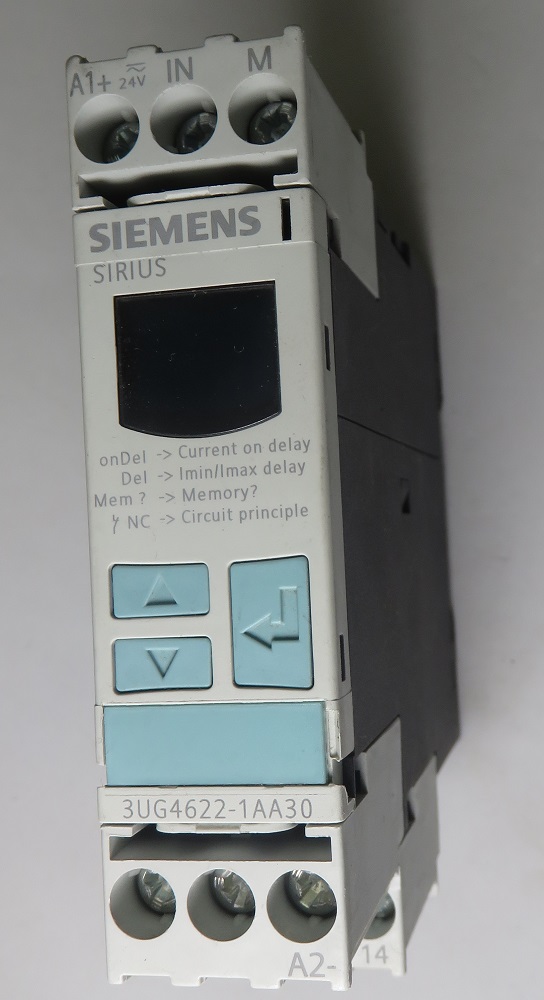 A1+ ⎓ 24V IN M
SIEMENS
SIRIUS
onDel -> Current on delay
Del -> Imin/Imax delay
Mem ? -> Memory?
NC -> Circuit principle
3UG4622-1AA30
A2-
14